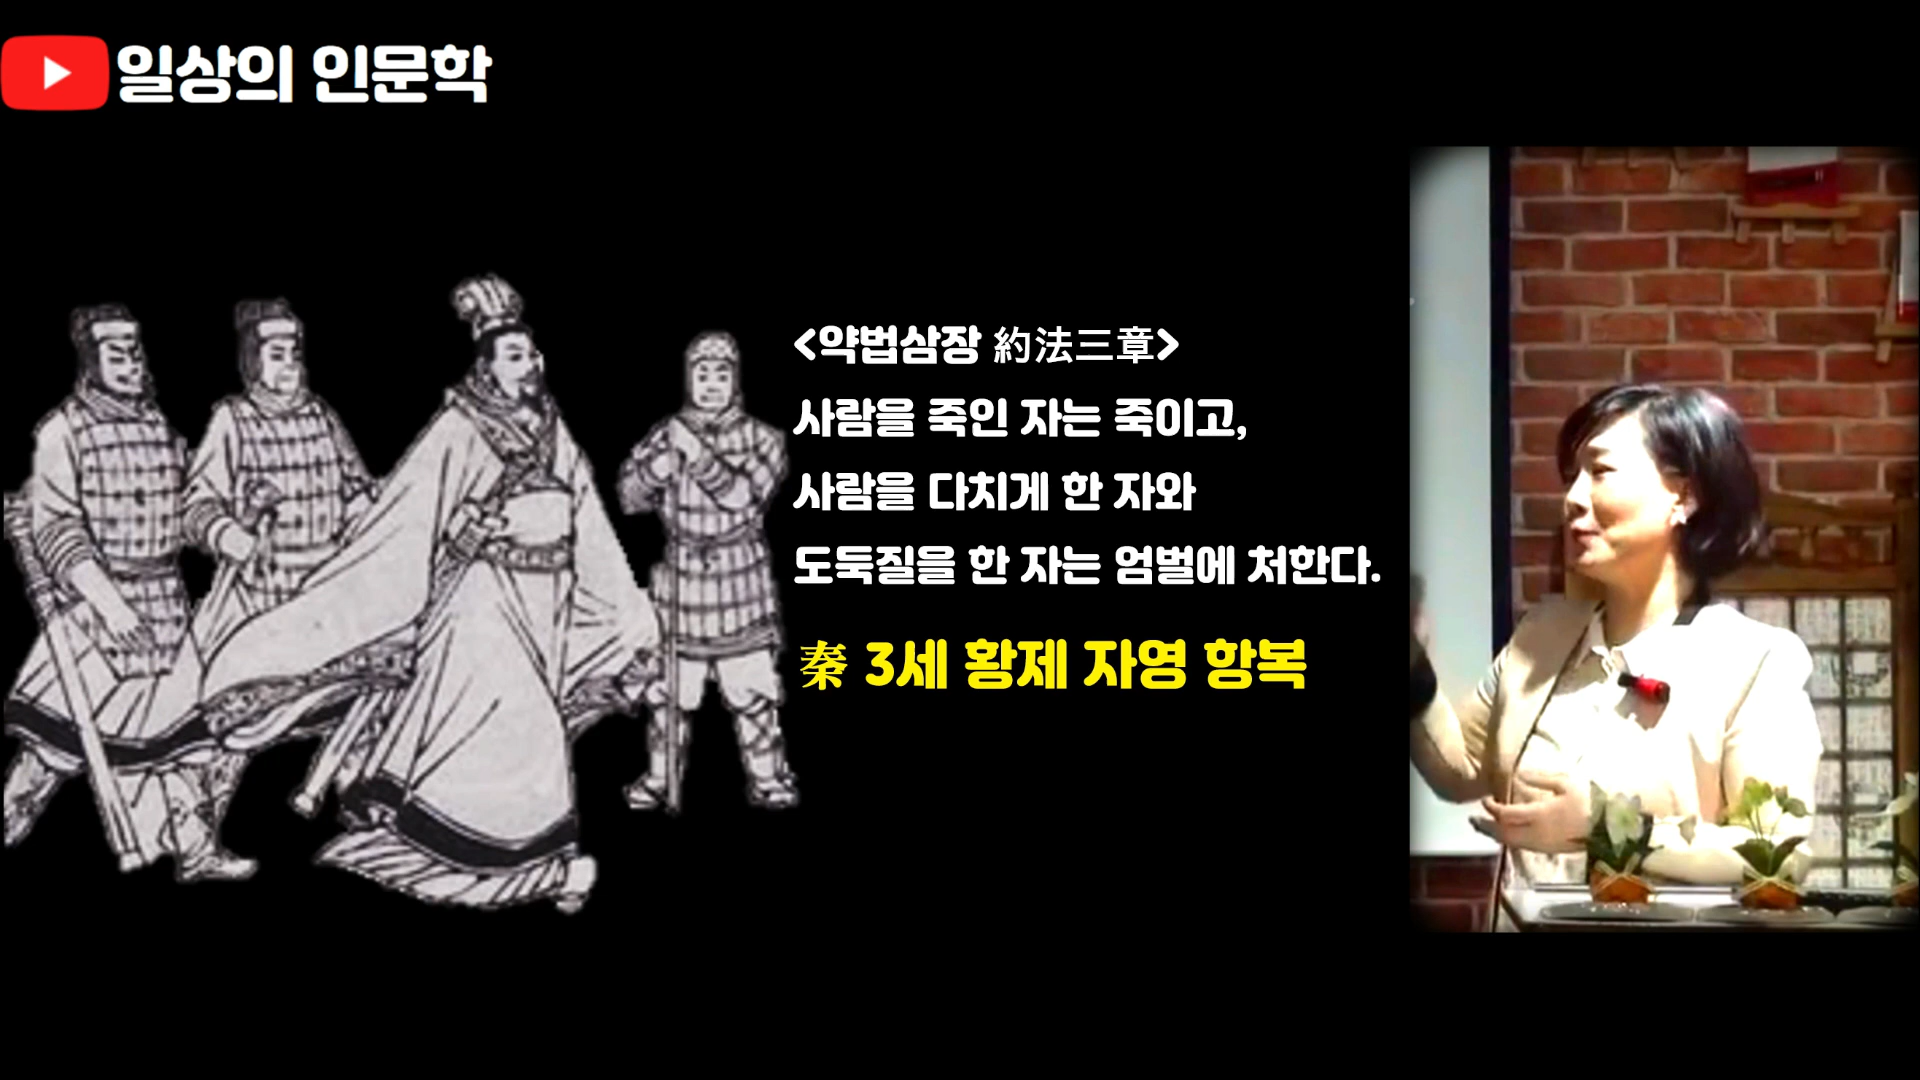 일상의 인문학
<약법삼장 約法三章>
사람을 죽인 자는 죽이고,
사람을 다치게 한 자와
도둑질을 한 자는 엄벌에 처한다.
秦 3세 황제 자영 항복